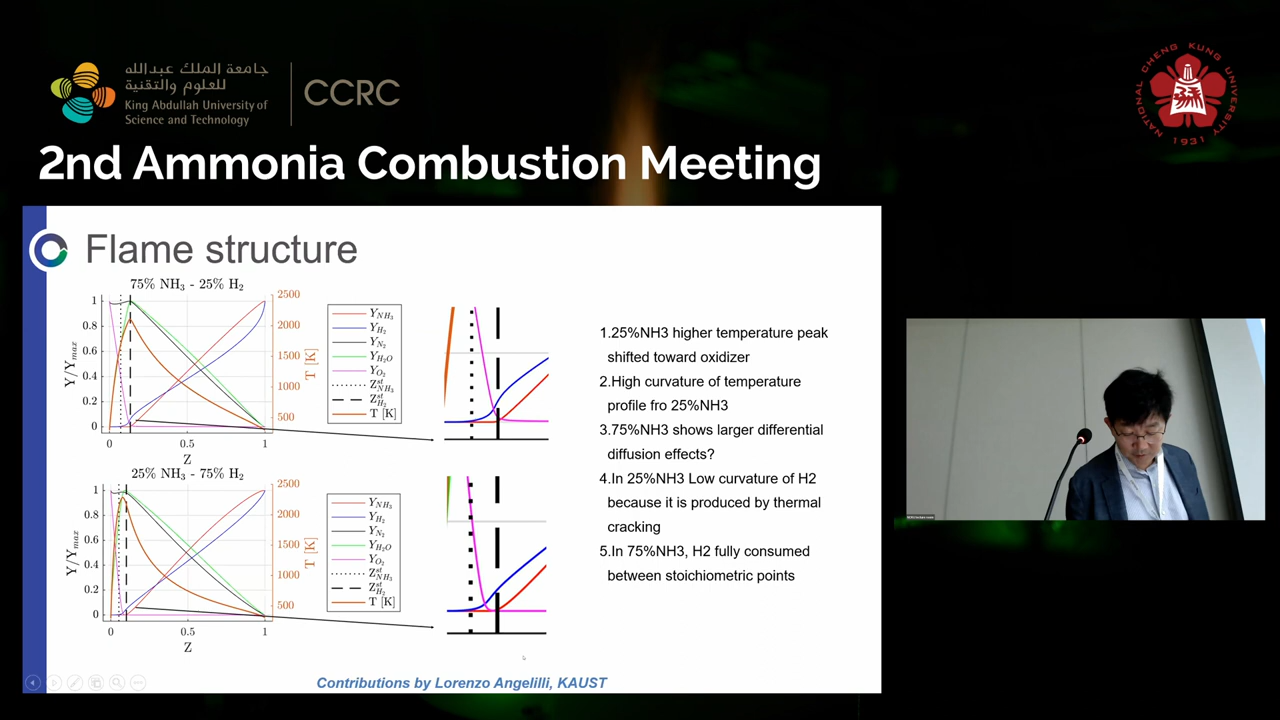 جامعة الملك عبدالله
للعلوم والتقنية
King Abdullah University of
Science and Technology
CCRC
NATIONAL CHENG KUNG UNIVERSITY
1931
2nd Ammonia Combustion Meeting
Flame structure
75% NH₃ - 25% H₂
1
0.8
0.6
0.4
0.2
0
Y/Yₘₐₓ
0
0.5
1
Z
2500
2000
1500
1000
500
T [K]
Y_NH₃
Y_H₂
Y_N₂
Y_H₂O
Y_O₂
Z^st_NH₃
Z^st_H₂
T [K]
25% NH₃ - 75% H₂
1
0.8
0.6
0.4
0.2
0
Y/Yₘₐₓ
0
0.5
1
Z
2500
2000
1500
1000
500
T [K]
Y_NH₃
Y_H₂
Y_N₂
Y_H₂O
Y_O₂
Z^st_NH₃
Z^st_H₂
T [K]
1.25%NH3 higher temperature peak
shifted toward oxidizer
2.High curvature of temperature
profile fro 25%NH3
3.75%NH3 shows larger differential
diffusion effects?
4.In 25%NH3 Low curvature of H2
because it is produced by thermal
cracking
5.In 75%NH3, H2 fully consumed
between stoichiometric points
Contributions by Lorenzo Angelilli, KAUST